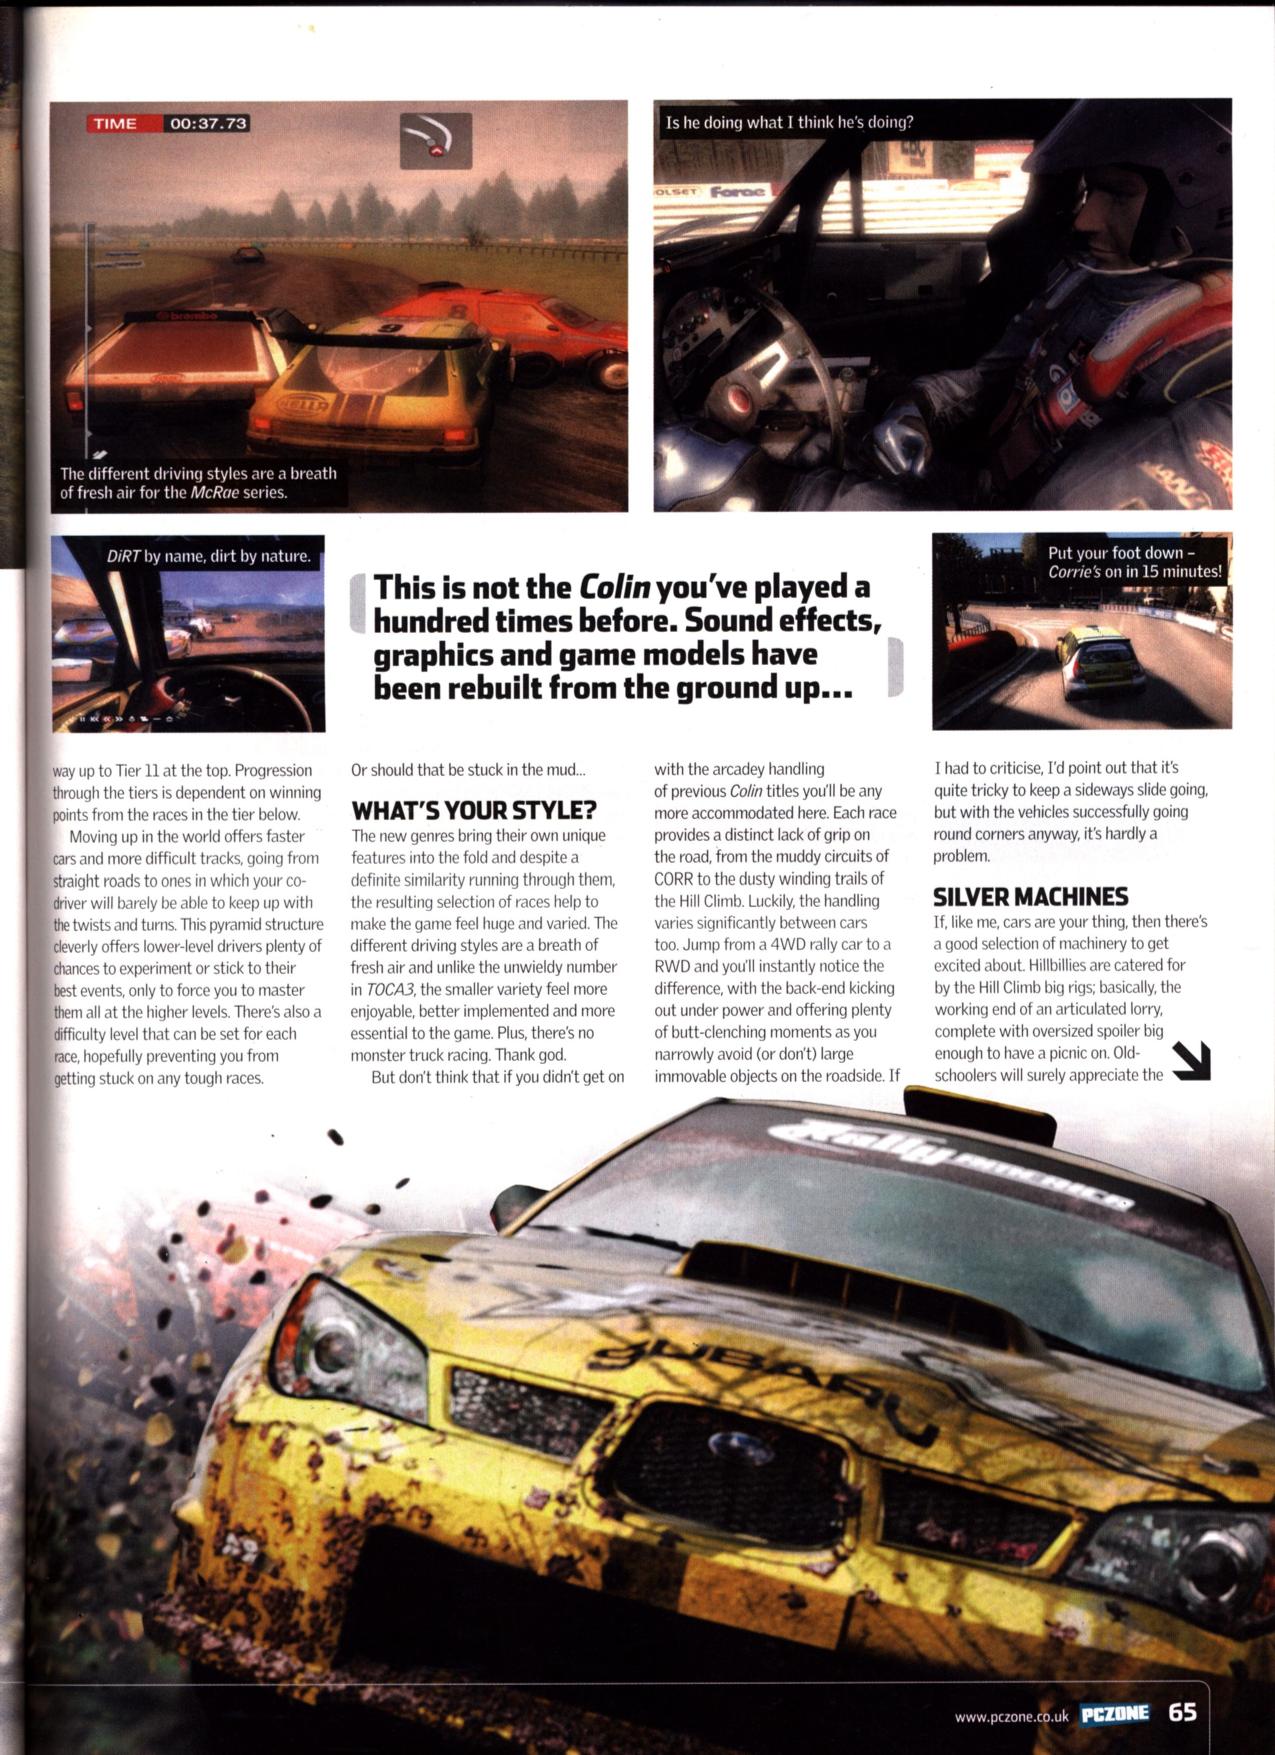 TIME 00:37.73
brembo
9
8
HELLA
The different driving styles are a breath
of fresh air for the McRae series.
Is he doing what I think he's doing?
OLSET Forge
DiRT by name, dirt by nature.
This is not the Colin you've played a
hundred times before. Sound effects,
graphics and game models have
been rebuilt from the ground up...
Put your foot down –
Corrie's on in 15 minutes!
way up to Tier 11 at the top. Progression
through the tiers is dependent on winning
points from the races in the tier below.
Moving up in the world offers faster
cars and more difficult tracks, going from
straight roads to ones in which your co-
driver will barely be able to keep up with
the twists and turns. This pyramid structure
cleverly offers lower-level drivers plenty of
chances to experiment or stick to their
best events, only to force you to master
them all at the higher levels. There's also a
difficulty level that can be set for each
race, hopefully preventing you from
getting stuck on any tough races.
Or should that be stuck in the mud...
WHAT'S YOUR STYLE?
The new genres bring their own unique
features into the fold and despite a
definite similarity running through them,
the resulting selection of races help to
make the game feel huge and varied. The
different driving styles are a breath of
fresh air and unlike the unwieldy number
in TOCA3, the smaller variety feel more
enjoyable, better implemented and more
essential to the game. Plus, there's no
monster truck racing. Thank god.
But don't think that if you didn't get on
with the arcadey handling
of previous Colin titles you'll be any
more accommodated here. Each race
provides a distinct lack of grip on
the road, from the muddy circuits of
CORR to the dusty winding trails of
the Hill Climb. Luckily, the handling
varies significantly between cars
too. Jump from a 4WD rally car to a
RWD and you'll instantly notice the
difference, with the back-end kicking
out under power and offering plenty
of butt-clenching moments as you
narrowly avoid (or don't) large
immovable objects on the roadside. If
I had to criticise, I'd point out that it's
quite tricky to keep a sideways slide going,
but with the vehicles successfully going
round corners anyway, it's hardly a
problem.
SILVER MACHINES
If, like me, cars are your thing, then there's
a good selection of machinery to get
excited about. Hillbillies are catered for
by the Hill Climb big rigs; basically, the
working end of an articulated lorry,
complete with oversized spoiler big
enough to have a picnic on. Old-
schoolers will surely appreciate the
Rally AMERICA
SUBARU
www.pczone.co.uk PCZONE 65